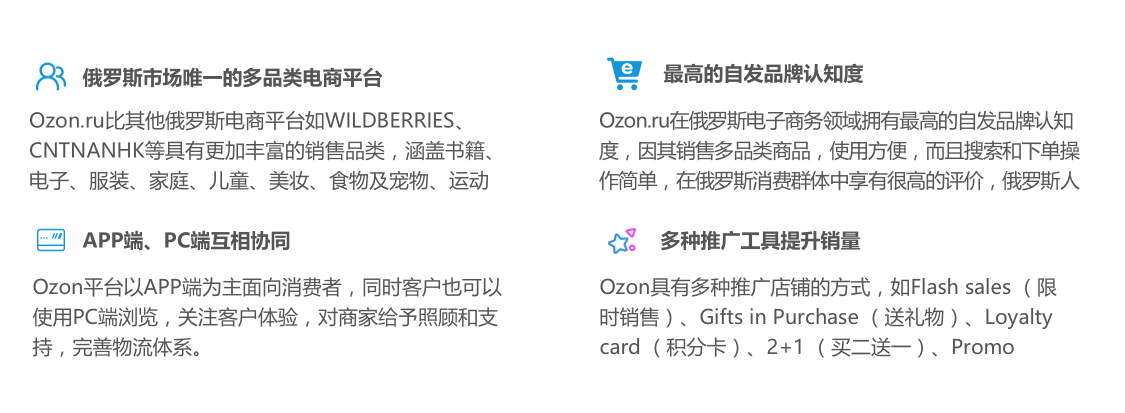 俄罗斯市场唯一的多品类电商平台
Ozon.ru比其他俄罗斯电商平台如WILDBERRIES、
CNTNANHK等具有更加丰富的销售品类，涵盖书籍、
电子、服装、家庭、儿童、美妆、食物及宠物、运动
e
最高的自发品牌认知度
Ozon.ru在俄罗斯电子商务领域拥有最高的自发品牌认知
度，因其销售多品类商品，使用方便，而且搜索和下单操
作简单，在俄罗斯消费群体中享有很高的评价，俄罗斯人
APP端、PC端互相协同
Ozon平台以APP端为主面向消费者，同时客户也可以
使用PC端浏览，关注客户体验，对商家给予照顾和支
持，完善物流体系。
多种推广工具提升销量
Ozon具有多种推广店铺的方式，如Flash sales（限
时销售）、Gifts in Purchase（送礼物）、Loyalty
card（积分卡）、2+1（买二送一）、Promo